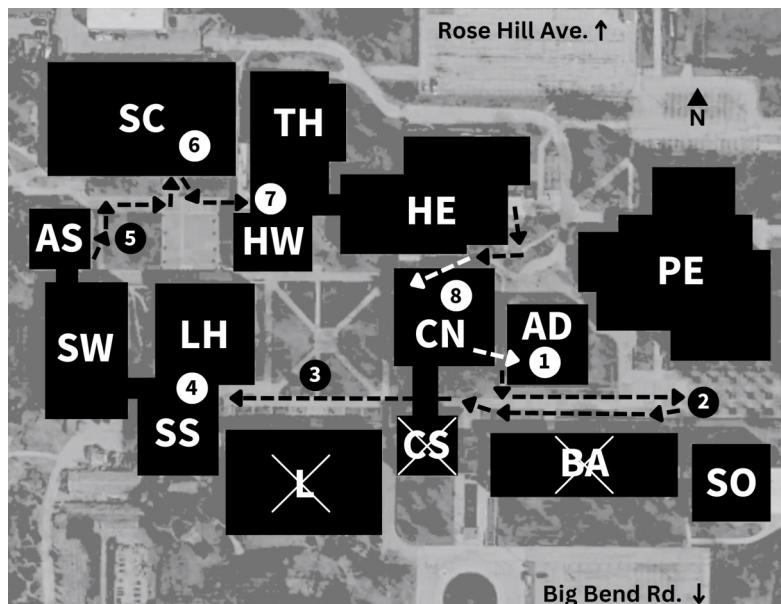 Rose Hill Ave. ↑
N
SC
6
TH
7
HW
HE
AS
5
PE
SW
LH
8
CN
AD
1
3
2
4
SS
CS
BA
L
SO
Big Bend Rd. ↓